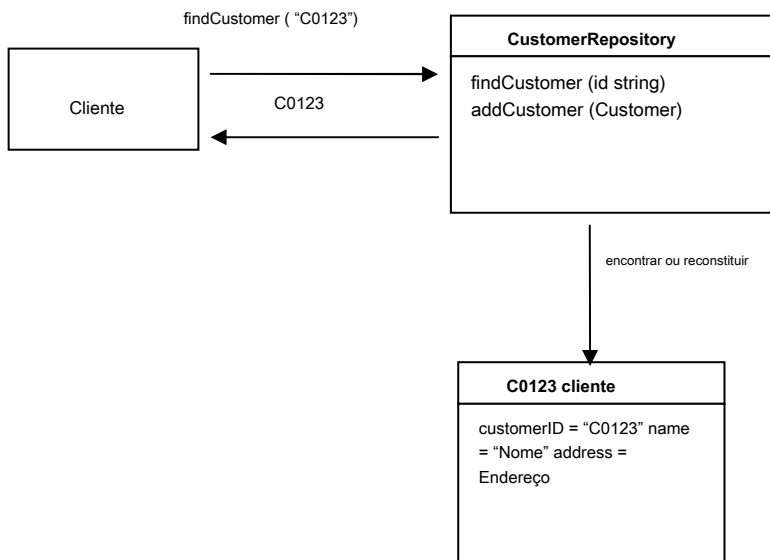 findCustomer ( “C0123”)
CustomerRepository
Cliente
C0123
findCustomer (id string)
addCustomer (Customer)
encontrar ou reconstituir
C0123 cliente
customerID = “C0123” name
= “Nome” address =
Endereço